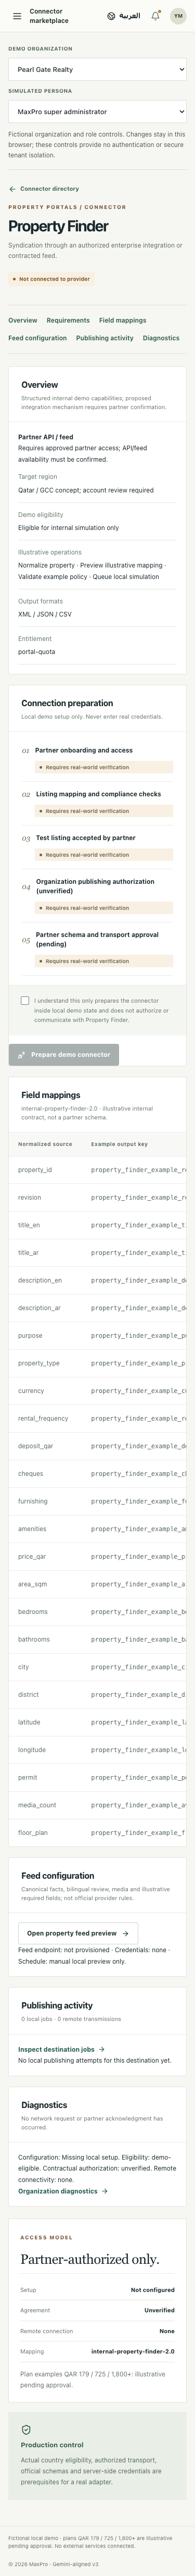 Connector
marketplace
العربية
YM
DEMO ORGANIZATION
Pearl Gate Realty
SIMULATED PERSONA
MaxPro super administrator
Fictional organization and role controls. Changes stay in this
browser; these controls provide no authentication or secure
tenant isolation.
Connector directory
PROPERTY PORTALS / CONNECTOR
Property Finder
Syndication through an authorized enterprise integration or
contracted feed.
Not connected to provider
Overview Requirements Field mappings
Feed configuration Publishing activity Diagnostics
Overview
Structured internal demo capabilities; proposed
integration mechanism requires partner confirmation.
Partner API / feed
Requires approved partner access; API/feed
availability must be confirmed.
Target region
Qatar / GCC concept; account review required
Demo eligibility
Eligible for internal simulation only
Illustrative operations
Normalize property · Preview illustrative mapping ·
Validate example policy · Queue local simulation
Output formats
XML / JSON / CSV
Entitlement
portal-quota
Connection preparation
Local demo setup only. Never enter real credentials.
01 Partner onboarding and access
Requires real-world verification
02 Listing mapping and compliance checks
Requires real-world verification
03 Test listing accepted by partner
Requires real-world verification
04 Organization publishing authorization
(unverified)
Requires real-world verification
05 Partner schema and transport approval
(pending)
Requires real-world verification
I understand this only prepares the connector
inside local demo state and does not authorize or
communicate with Property Finder.
Prepare demo connector
Field mappings
internal-property-finder-2.0 · illustrative internal
contract, not a partner schema.
Normalized source Example output key
property_id property_finder_example_re
revision property_finder_example_re
title_en property_finder_example_t
title_ar property_finder_example_t
description_en property_finder_example_de
description_ar property_finder_example_de
purpose property_finder_example_pu
property_type property_finder_example_p
currency property_finder_example_cu
rental_frequency property_finder_example_re
deposit_qar property_finder_example_de
cheques property_finder_example_ch
furnishing property_finder_example_fu
amenities property_finder_example_am
price_qar property_finder_example_p
area_sqm property_finder_example_a
bedrooms property_finder_example_be
bathrooms property_finder_example_ba
city property_finder_example_c
district property_finder_example_d
latitude property_finder_example_la
longitude property_finder_example_lo
permit property_finder_example_pe
media_count property_finder_example_av
floor_plan property_finder_example_f
Feed configuration
Canonical facts, bilingual review, media and illustrative
required fields; not official provider rules.
Open property feed preview
Feed endpoint: not provisioned · Credentials: none ·
Schedule: manual local preview only.
Publishing activity
0 local jobs · 0 remote transmissions
Inspect destination jobs
No local publishing attempts for this destination yet.
Diagnostics
No network request or partner acknowledgment has
occurred.
Configuration: Missing local setup. Eligibility: demo-
eligible. Contractual authorization: unverified. Remote
connectivity: none.
Organization diagnostics
ACCESS MODEL
Partner-authorized only.
Setup Not configured
Agreement Unverified
Remote connection None
Mapping internal-property-finder-2.0
Plan examples QAR 179 / 725 / 1,800+: illustrative
pending approval.
Production control
Actual country eligibility, authorized transport,
official schemas and server-side credentials are
prerequisites for a real adapter.
Fictional local demo · plans QAR 179 / 725 / 1,800+ are illustrative
pending approval. No external services connected.
© 2026 MaxPro · Gemini-aligned v3